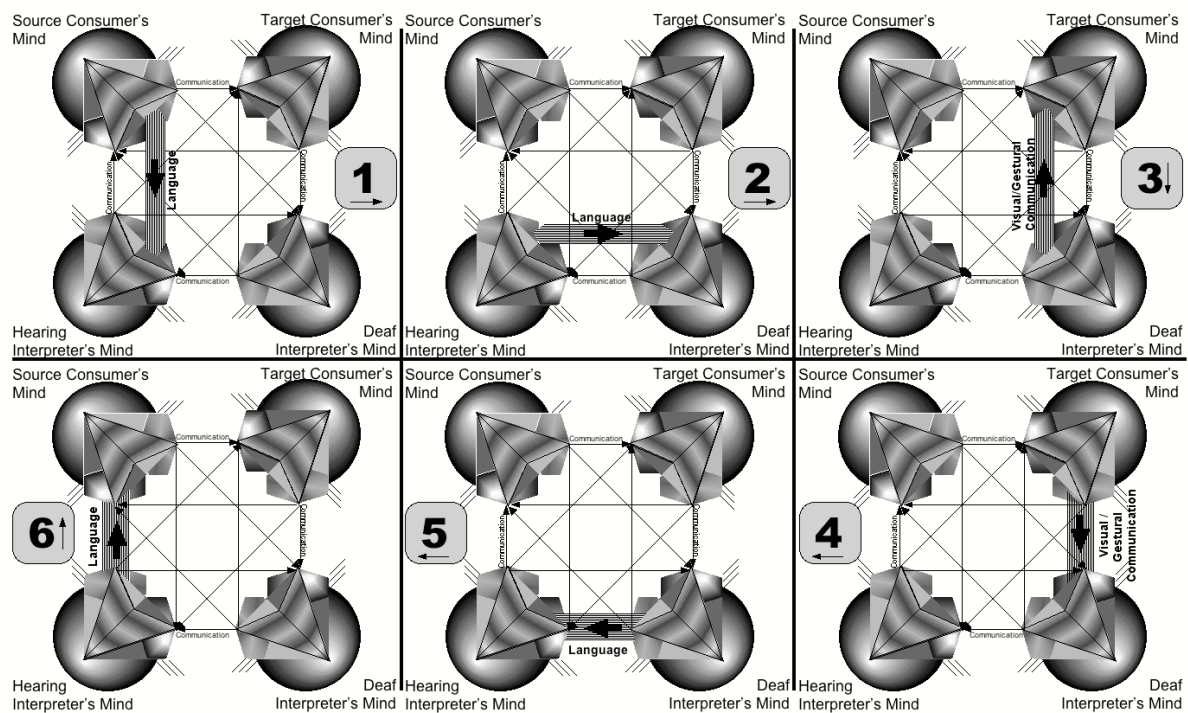 Source Consumer's
Mind
Target Consumer's
Mind
Communication
Communication
Language
Communication
1
Communication
Hearing
Interpreter's Mind
Deaf
Interpreter's Mind
Source Consumer's
Mind
Target Consumer's
Mind
Communication
Communication
Communication
2
Language
Communication
Hearing
Interpreter's Mind
Deaf
Interpreter's Mind
Source Consumer's
Mind
Target Consumer's
Mind
Communication
Communication
Visual/Gestural
Communication
Communication
3
Communication
Hearing
Interpreter's Mind
Deaf
Interpreter's Mind
Source Consumer's
Mind
Target Consumer's
Mind
Communication
6
Language
Communication
Communication
Hearing
Interpreter's Mind
Deaf
Interpreter's Mind
Source Consumer's
Mind
Target Consumer's
Mind
Communication
5
Communication
Communication
Communication
Language
Hearing
Interpreter's Mind
Deaf
Interpreter's Mind
Source Consumer's
Mind
Target Consumer's
Mind
Communication
4
Communication
Visual /
Gestural
Communication
Communication
Hearing
Interpreter's Mind
Deaf
Interpreter's Mind